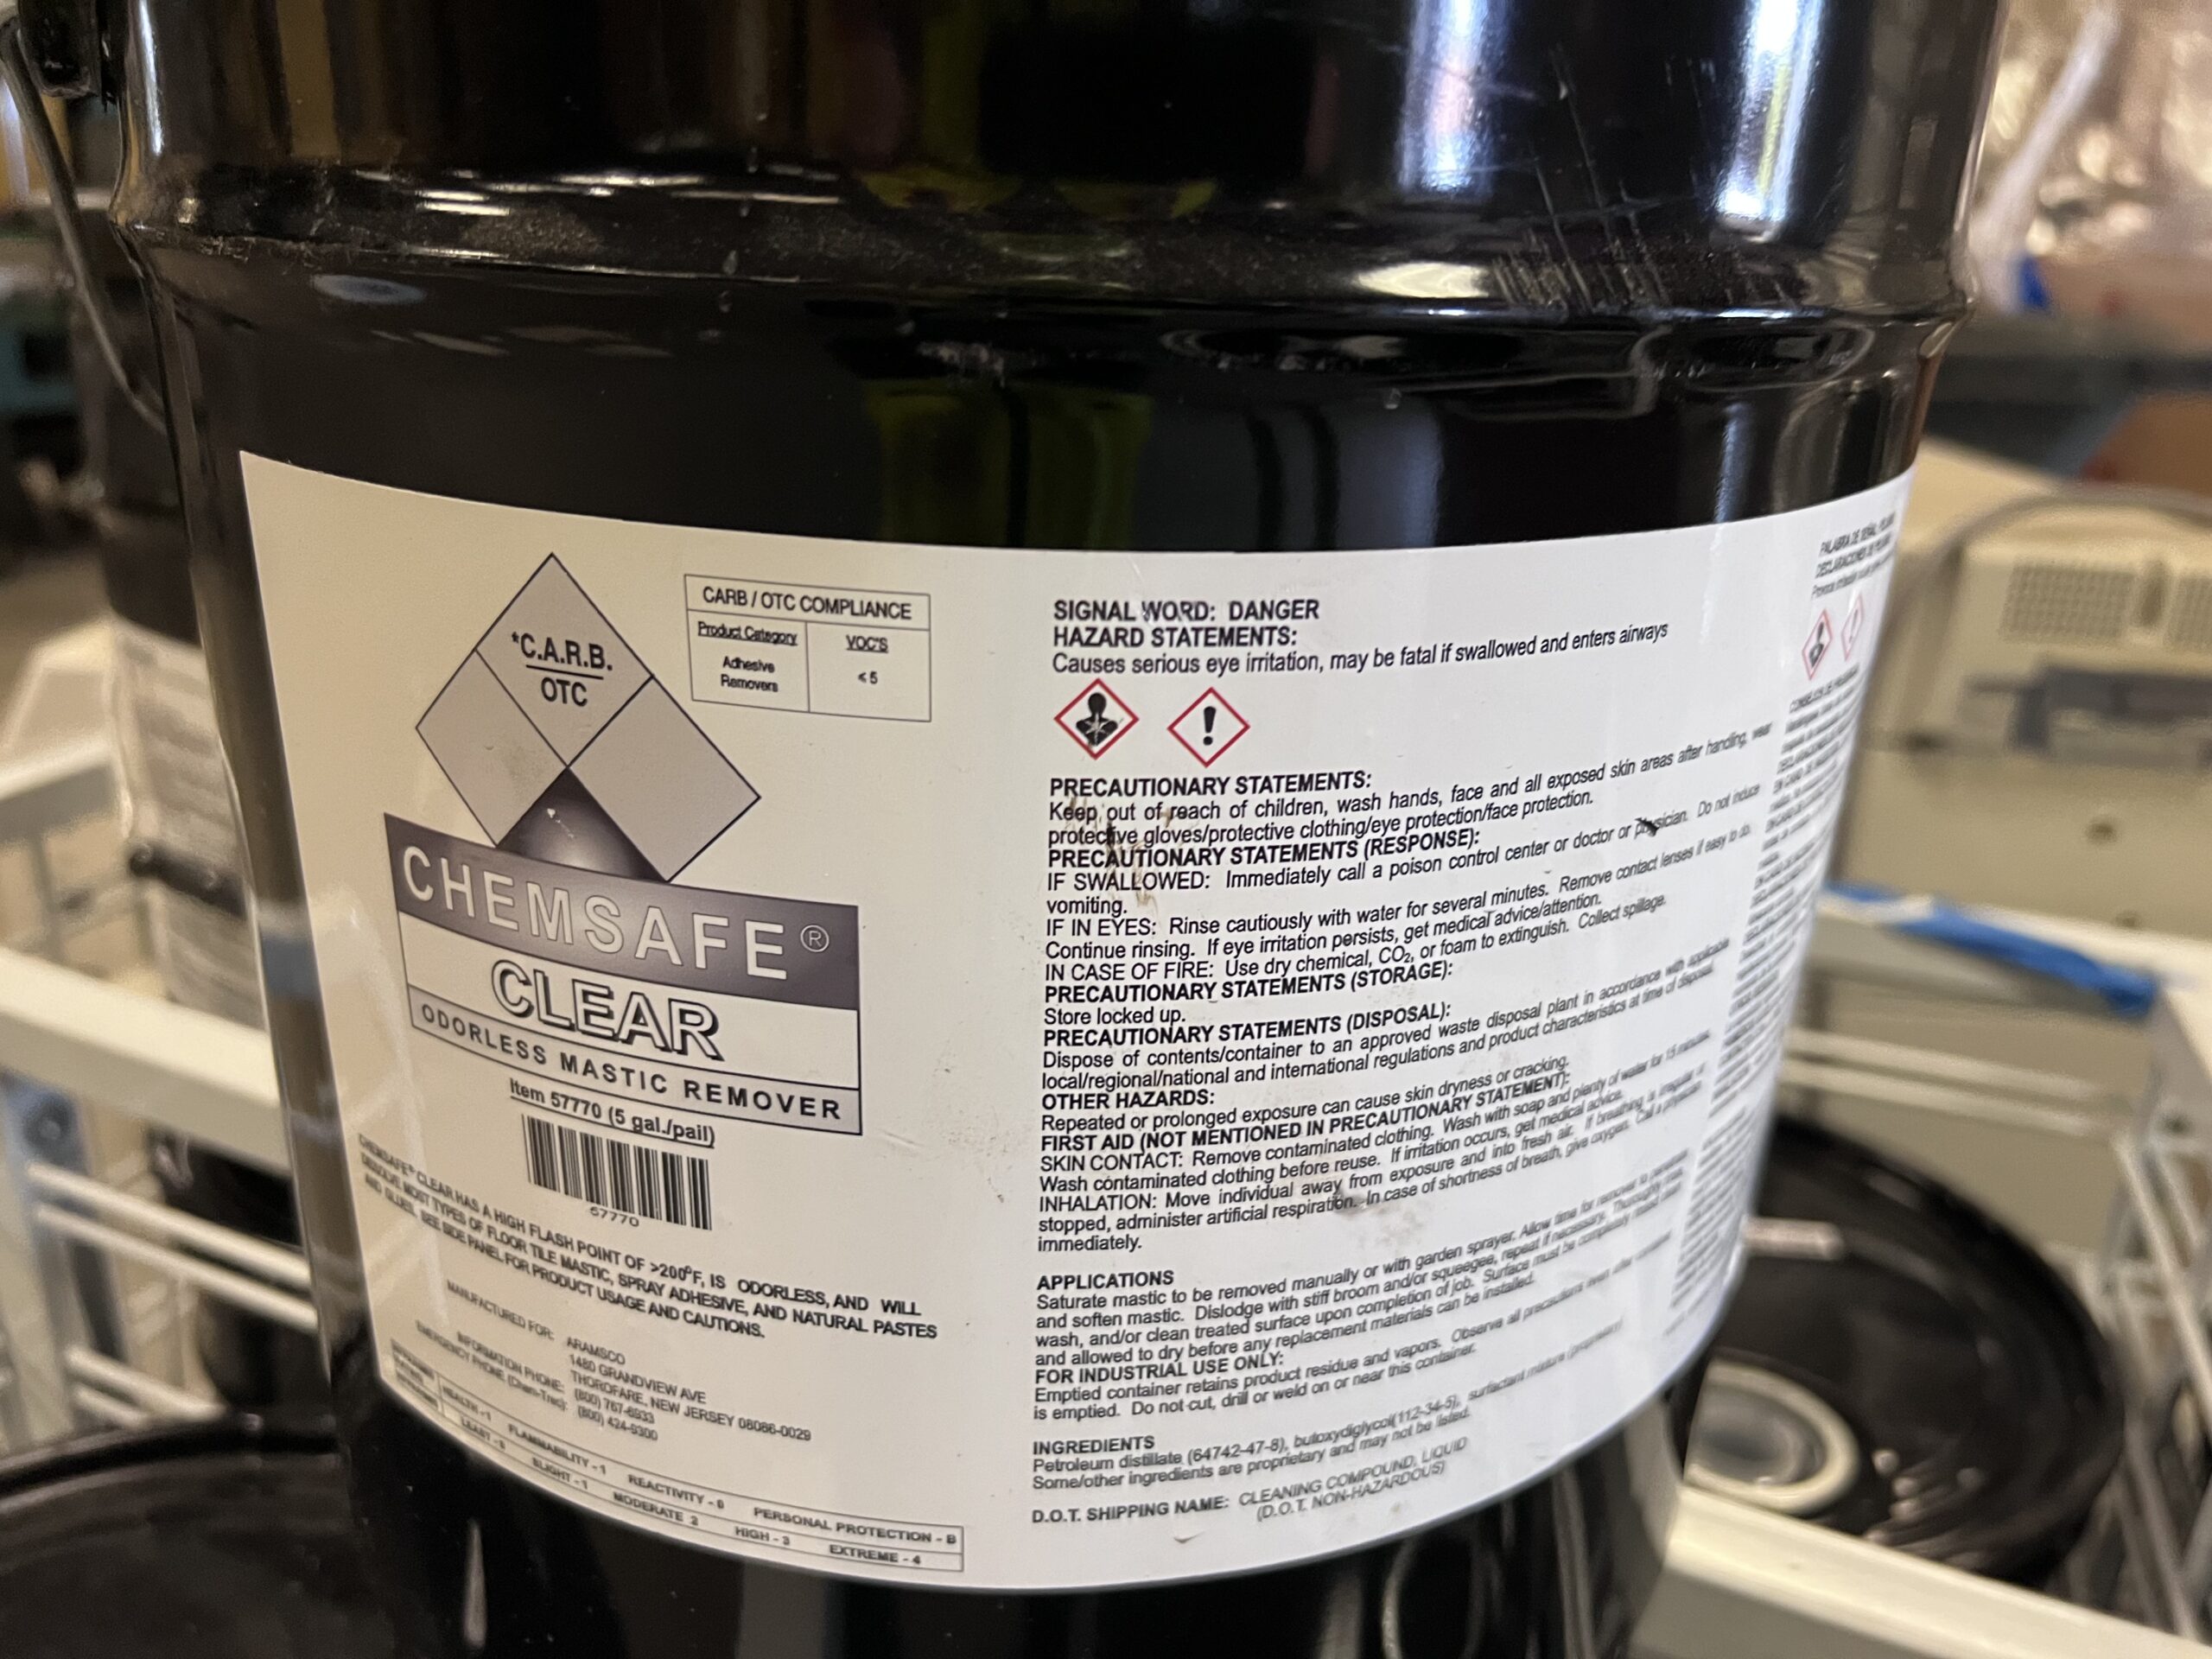 *C.A.R.B.
OTC
CARB / OTC COMPLIANCE
Product Category
VOC'S
Adhesive
Removers
≤ 5
CHEMSAFE®
CLEAR
ODORLESS MASTIC REMOVER
Item 57770 (5 gal./pail)
57770
CHEMSAFE® CLEAR HAS A HIGH FLASH POINT OF >200°F, IS ODORLESS, AND WILL
DISSOLVE MOST TYPES OF FLOOR TILE MASTIC, SPRAY ADHESIVE, AND NATURAL PASTES
AND GLUES. SEE SIDE PANEL FOR PRODUCT USAGE AND CAUTIONS.
MANUFACTURED FOR: ARAMSCO
1480 GRANDVIEW AVE
THOROFARE, NEW JERSEY 08086-0029
INFORMATION PHONE: (800) 767-6933
EMERGENCY PHONE (Chem-Trec): (800) 424-9300
HEALTH - 1 FLAMMABILITY - 1 REACTIVITY - 0 PERSONAL PROTECTION - B
LEAST - 0 SLIGHT - 1 MODERATE 2 HIGH - 3 EXTREME - 4
SIGNAL WORD: DANGER
HAZARD STATEMENTS:
Causes serious eye irritation, may be fatal if swallowed and enters airways
PRECAUTIONARY STATEMENTS:
Keep out of reach of children, wash hands, face and all exposed skin areas after handing, wear
protective gloves/protective clothing/eye protection/face protection.
PRECAUTIONARY STATEMENTS (RESPONSE):
IF SWALLOWED: Immediately call a poison control center or doctor or physician. Do not induce
vomiting.
IF IN EYES: Rinse cautiously with water for several minutes. Remove contact lenses if easy to do.
Continue rinsing. If eye irritation persists, get medical advice/attention.
IN CASE OF FIRE: Use dry chemical, CO₂, or foam to extinguish. Collect spillage.
PRECAUTIONARY STATEMENTS (STORAGE):
Store locked up.
PRECAUTIONARY STATEMENTS (DISPOSAL):
Dispose of contents/container to an approved waste disposal plant in accordance with applicable
local/regional/national and international regulations and product characteristics at time of disposal.
OTHER HAZARDS:
Repeated or prolonged exposure can cause skin dryness or cracking.
FIRST AID (NOT MENTIONED IN PRECAUTIONARY STATEMENT):
SKIN CONTACT: Remove contaminated clothing. Wash with soap and plenty of water for 15 minutes.
Wash contaminated clothing before reuse. If irritation occurs, get medical advice.
INHALATION: Move individual away from exposure and into fresh air. If breathing is irregular or
stopped, administer artificial respiration. In case of shortness of breath, give oxygen. Call a physician
immediately.
APPLICATIONS
Saturate mastic to be removed manually or with garden sprayer. Allow time for remover to penetrate
and soften mastic. Dislodge with stiff broom and/or squeegee, repeat if necessary. Thoroughly
wash, and/or clean treated surface upon completion of job. Surface must be completely
and allowed to dry before any replacement materials can be installed.
FOR INDUSTRIAL USE ONLY:
Emptied container retains product residue and vapors. Observe all precautions even after container
is emptied. Do not cut, drill or weld on or near this container.
INGREDIENTS
Petroleum distillate (64742-47-8), butoxydiglycol(112-34-5), surfactant mixture (proprietary)
Some/other ingredients are proprietary and may not be listed.
D.O.T. SHIPPING NAME: CLEANING COMPOUND, LIQUID
(D.O.T. NON-HAZARDOUS)
PALABRA DE SEÑAL:
DECLARACIONES DE